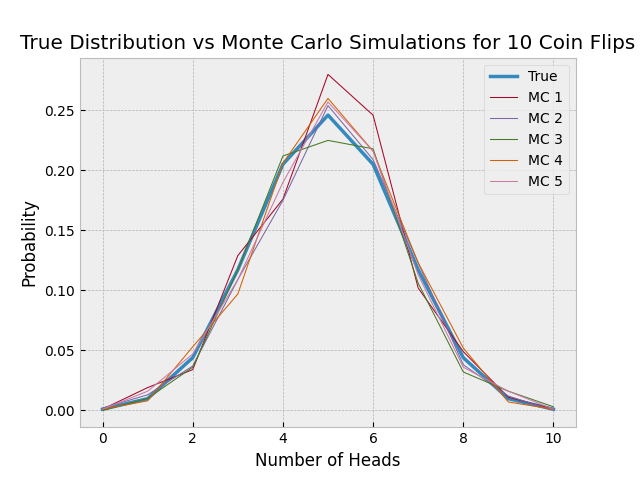 True Distribution vs Monte Carlo Simulations for 10 Coin Flips
True
MC 1
MC 2
MC 3
MC 4
MC 5
0.25
0.20
0.15
0.10
0.05
0.00
Probability
0 2 4 6 8 10
Number of Heads